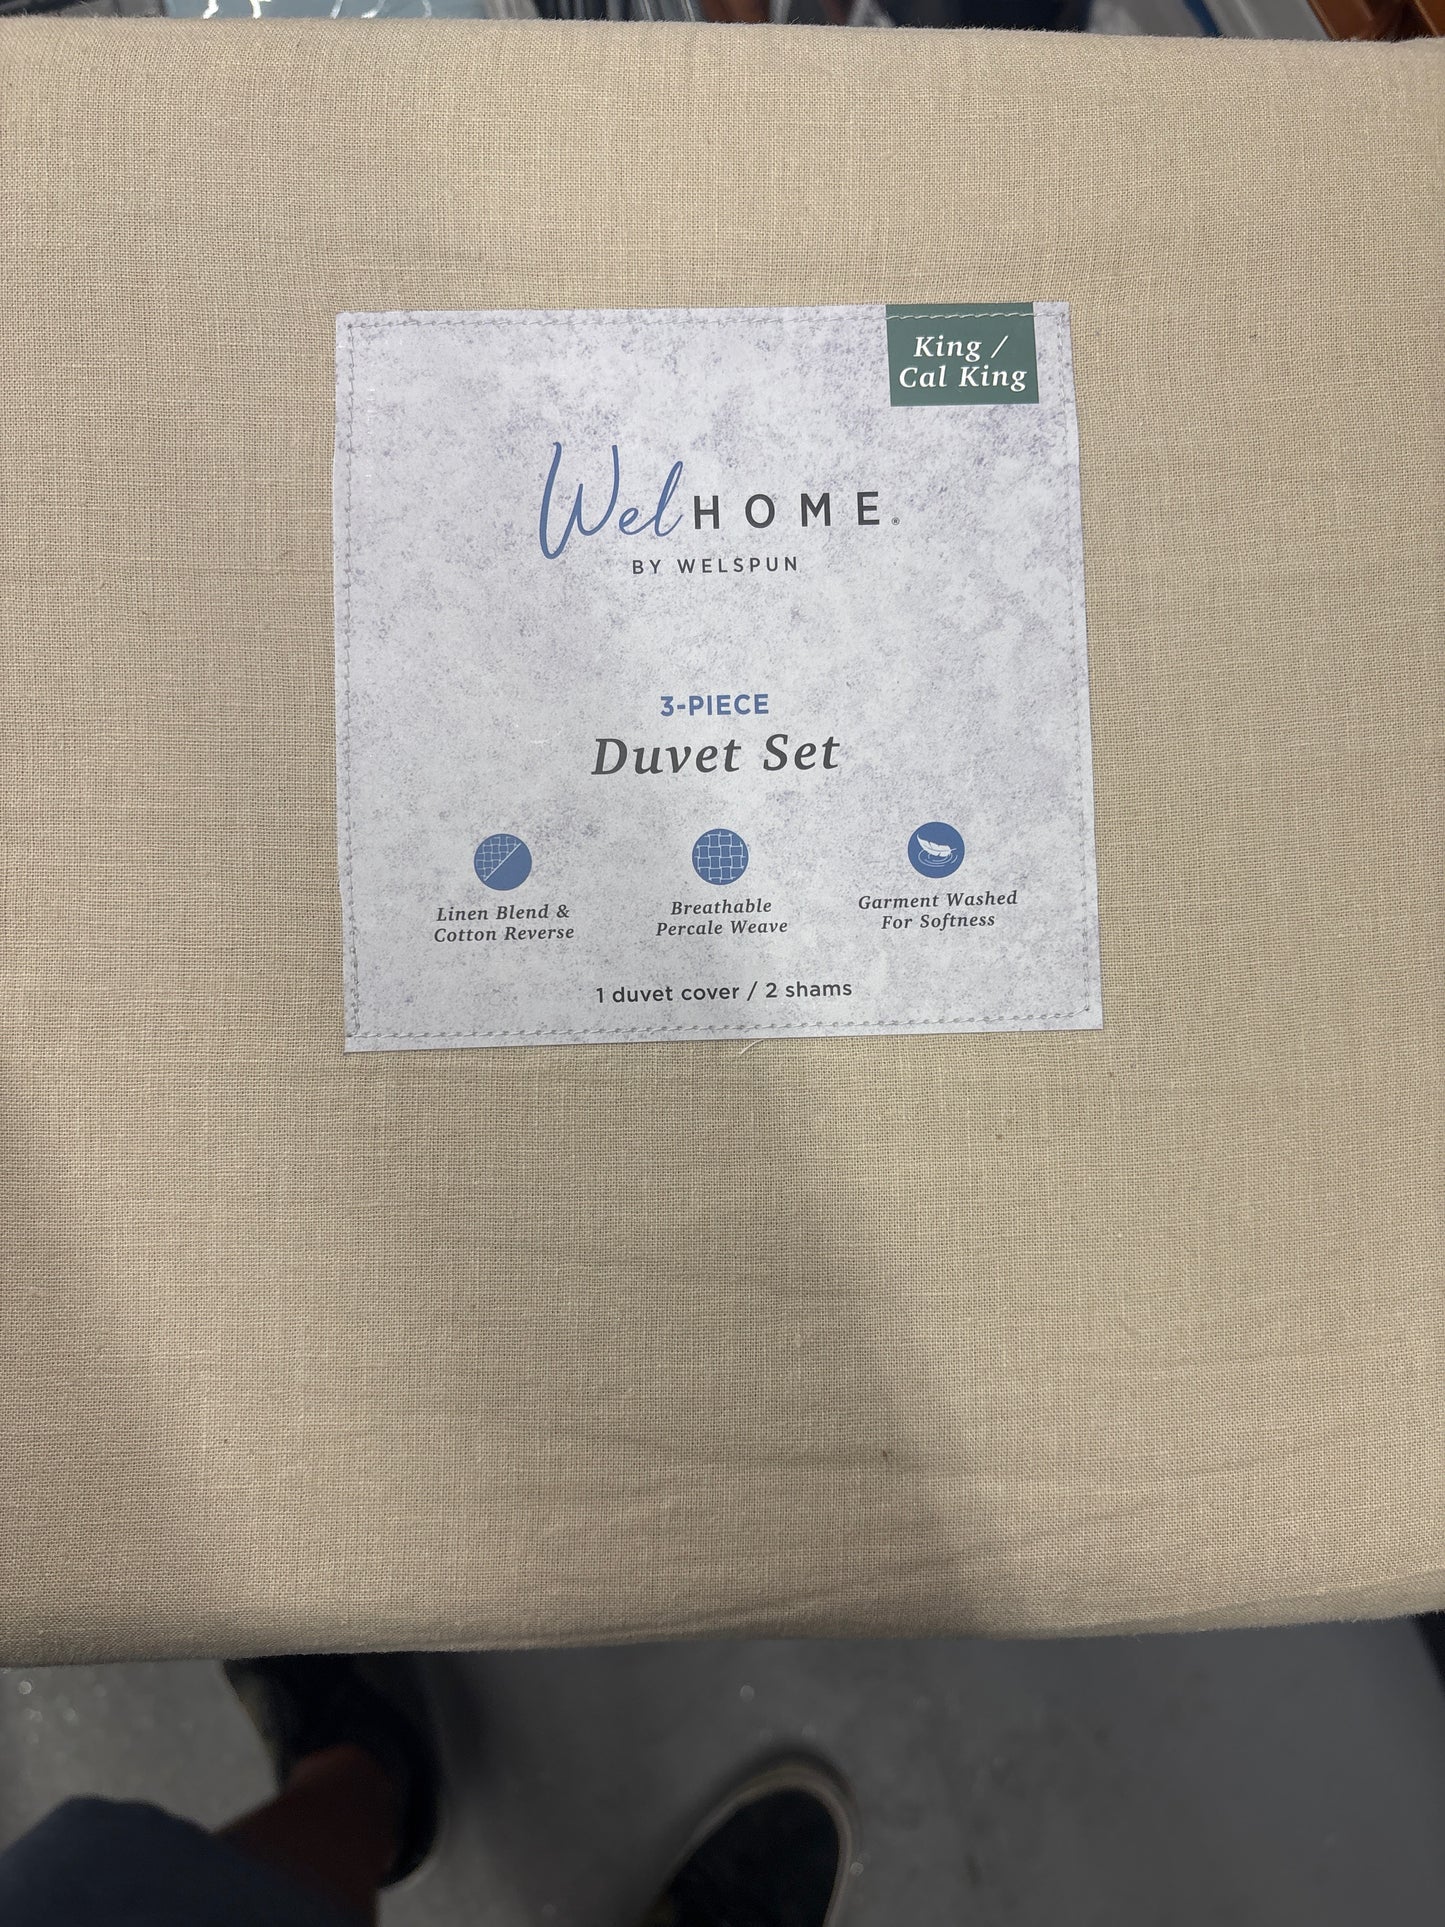 King /
Cal King
WelHOME®
BY WELSPUN
3-PIECE
Duvet Set
Linen Blend &
Cotton Reverse
Breathable
Percale Weave
Garment Washed
For Softness
1 duvet cover / 2 shams